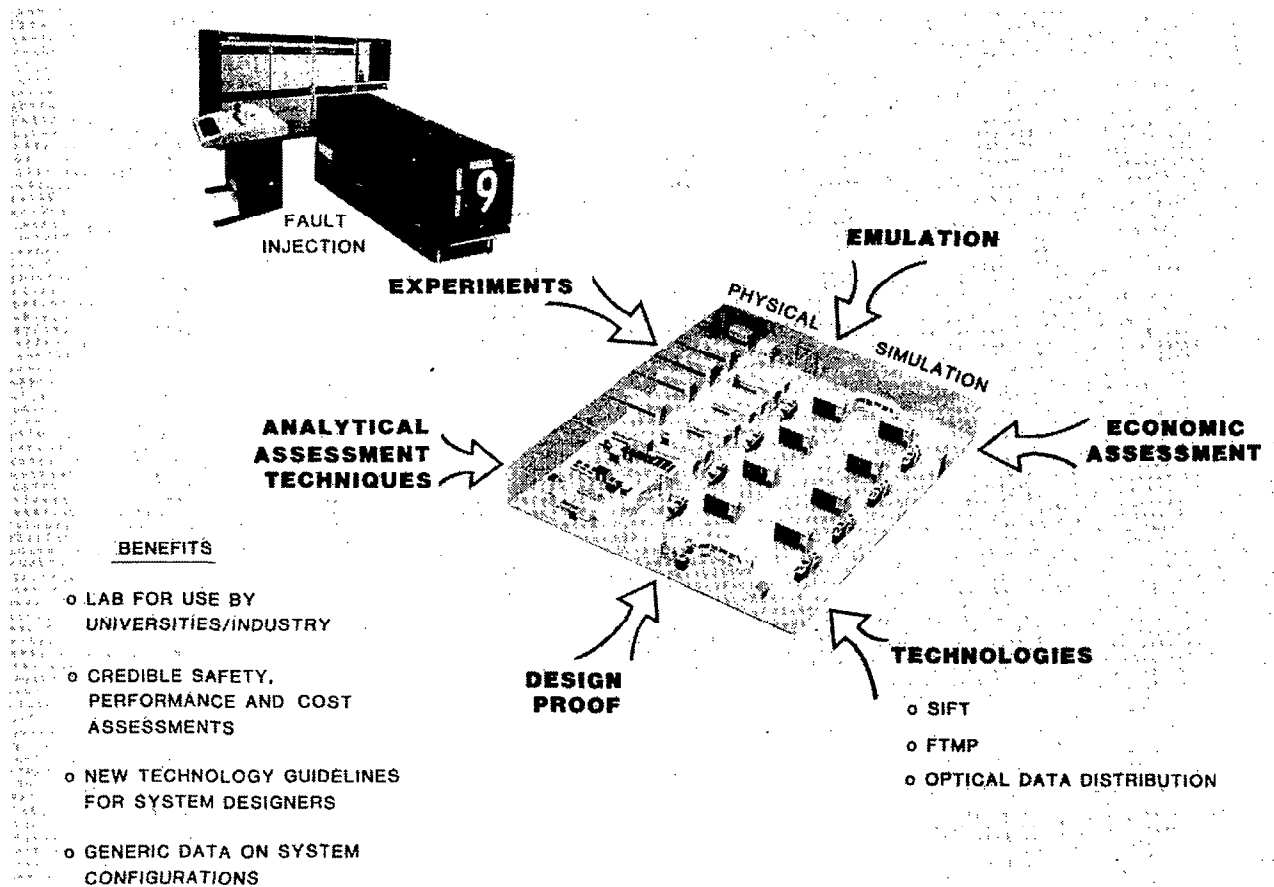 9
FAULT
INJECTION
EMULATION
EXPERIMENTS
PHYSICAL SIMULATION
ANALYTICAL
ASSESSMENT
TECHNIQUES
ECONOMIC
ASSESSMENT
BENEFITS
o LAB FOR USE BY
UNIVERSITIES/INDUSTRY
o CREDIBLE SAFETY,
PERFORMANCE AND COST
ASSESSMENTS
o NEW TECHNOLOGY GUIDELINES
FOR SYSTEM DESIGNERS
o GENERIC DATA ON SYSTEM
CONFIGURATIONS
DESIGN
PROOF
TECHNOLOGIES
o SIFT
o FTMP
o OPTICAL DATA DISTRIBUTION